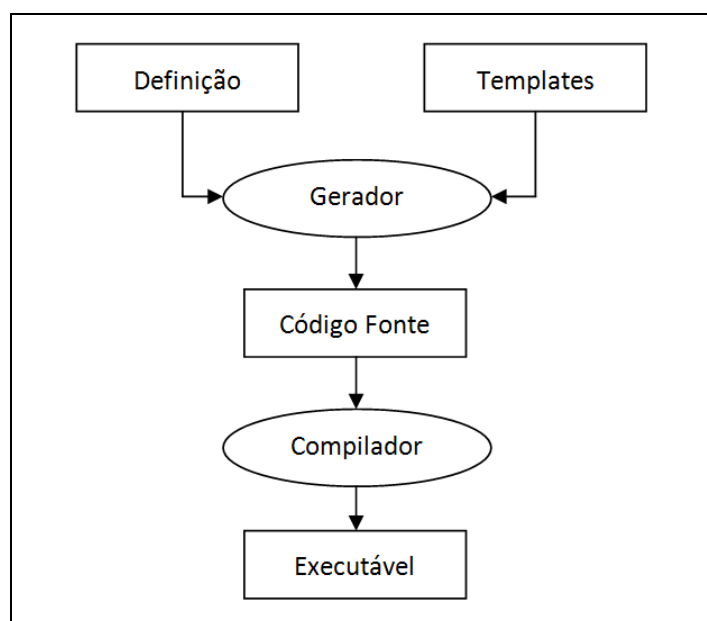 Definição
Templates
Gerador
Código Fonte
Compilador
Executável